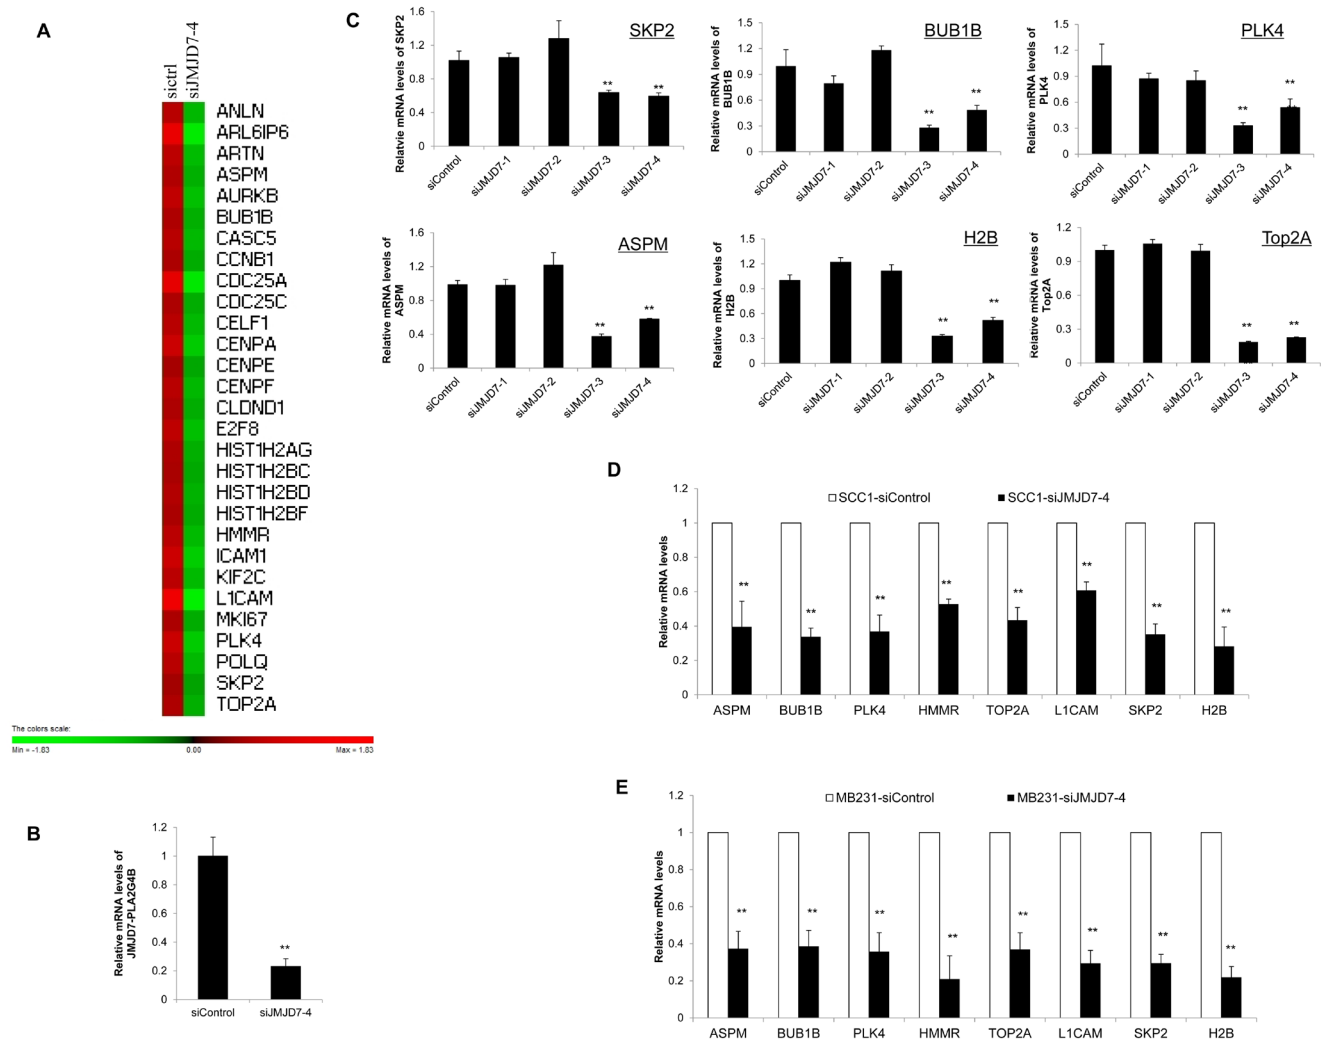 A
sictrl
siJMJD7-4
ANLN
ARL6IP6
ARTN
ASPM
AURKB
BUB1B
CASC5
CCNB1
CDC25A
CDC25C
CELF1
CENPA
CENPE
CENPF
CLDND1
E2F8
HIST1H2AG
HIST1H2BC
HIST1H2BD
HIST1H2BF
HMMR
ICAM1
KIF2C
L1CAM
MKI67
PLK4
POLQ
SKP2
TOP2A
The colors scale:
Min = -1.83
0.00
Max = 1.83
B
Relative mRNA levels of
JMJD7-PLA2G4B
1.2
1
0.8
0.6
0.4
0.2
0
**
siControl
siJMJD7-4
C
SKP2
Relatvie mRNA levels of SKP2
1.6
1.2
0.8
0.4
0
**
**
siControl
siJMJD7-1
siJMJD7-2
siJMJD7-3
siJMJD7-4
BUB1B
Relative mRNA levels of
BUB1B
1.5
1.2
0.9
0.6
0.3
0
**
**
siControl
siJMJD7-1
siJMJD7-2
siJMJD7-3
siJMJD7-4
PLK4
Relative mRNA levels of
PLK4
1.5
1.2
0.9
0.6
0.3
0
**
**
siControl
siJMJD7-1
siJMJD7-2
siJMJD7-3
siJMJD7-4
ASPM
Relative mRNA levels of
ASPM
1.6
1.2
0.8
0.4
0
**
**
siControl
siJMJD7-1
siJMJD7-2
siJMJD7-3
siJMJD7-4
H2B
Relative mRNA levels of
H2B
1.5
1.2
0.9
0.6
0.3
0
**
**
siControl
siJMJD7-1
siJMJD7-2
siJMJD7-3
siJMJD7-4
Top2A
Relative mRNA levels of
Top2A
1.2
0.9
0.6
0.3
0
**
**
siControl
siJMJD7-1
siJMJD7-2
siJMJD7-3
siJMJD7-4
D
SCC1-siControl
SCC1-siJMJD7-4
Relative mRNA levels
1.2
1
0.8
0.6
0.4
0.2
0
**
**
**
**
**
**
**
**
ASPM
BUB1B
PLK4
HMMR
TOP2A
L1CAM
SKP2
H2B
E
MB231-siControl
MB231-siJMJD7-4
Relative mRNA levels
1.2
1
0.8
0.6
0.4
0.2
0
**
**
**
**
**
**
**
**
ASPM
BUB1B
PLK4
HMMR
TOP2A
L1CAM
SKP2
H2B